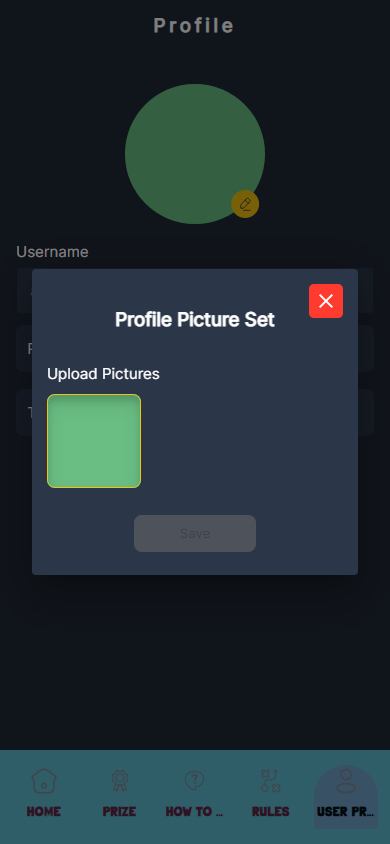 Profile
Username
Profile Picture Set
Upload Pictures
Save
HOME
PRIZE
HOW TO ...
RULES
USER PR...